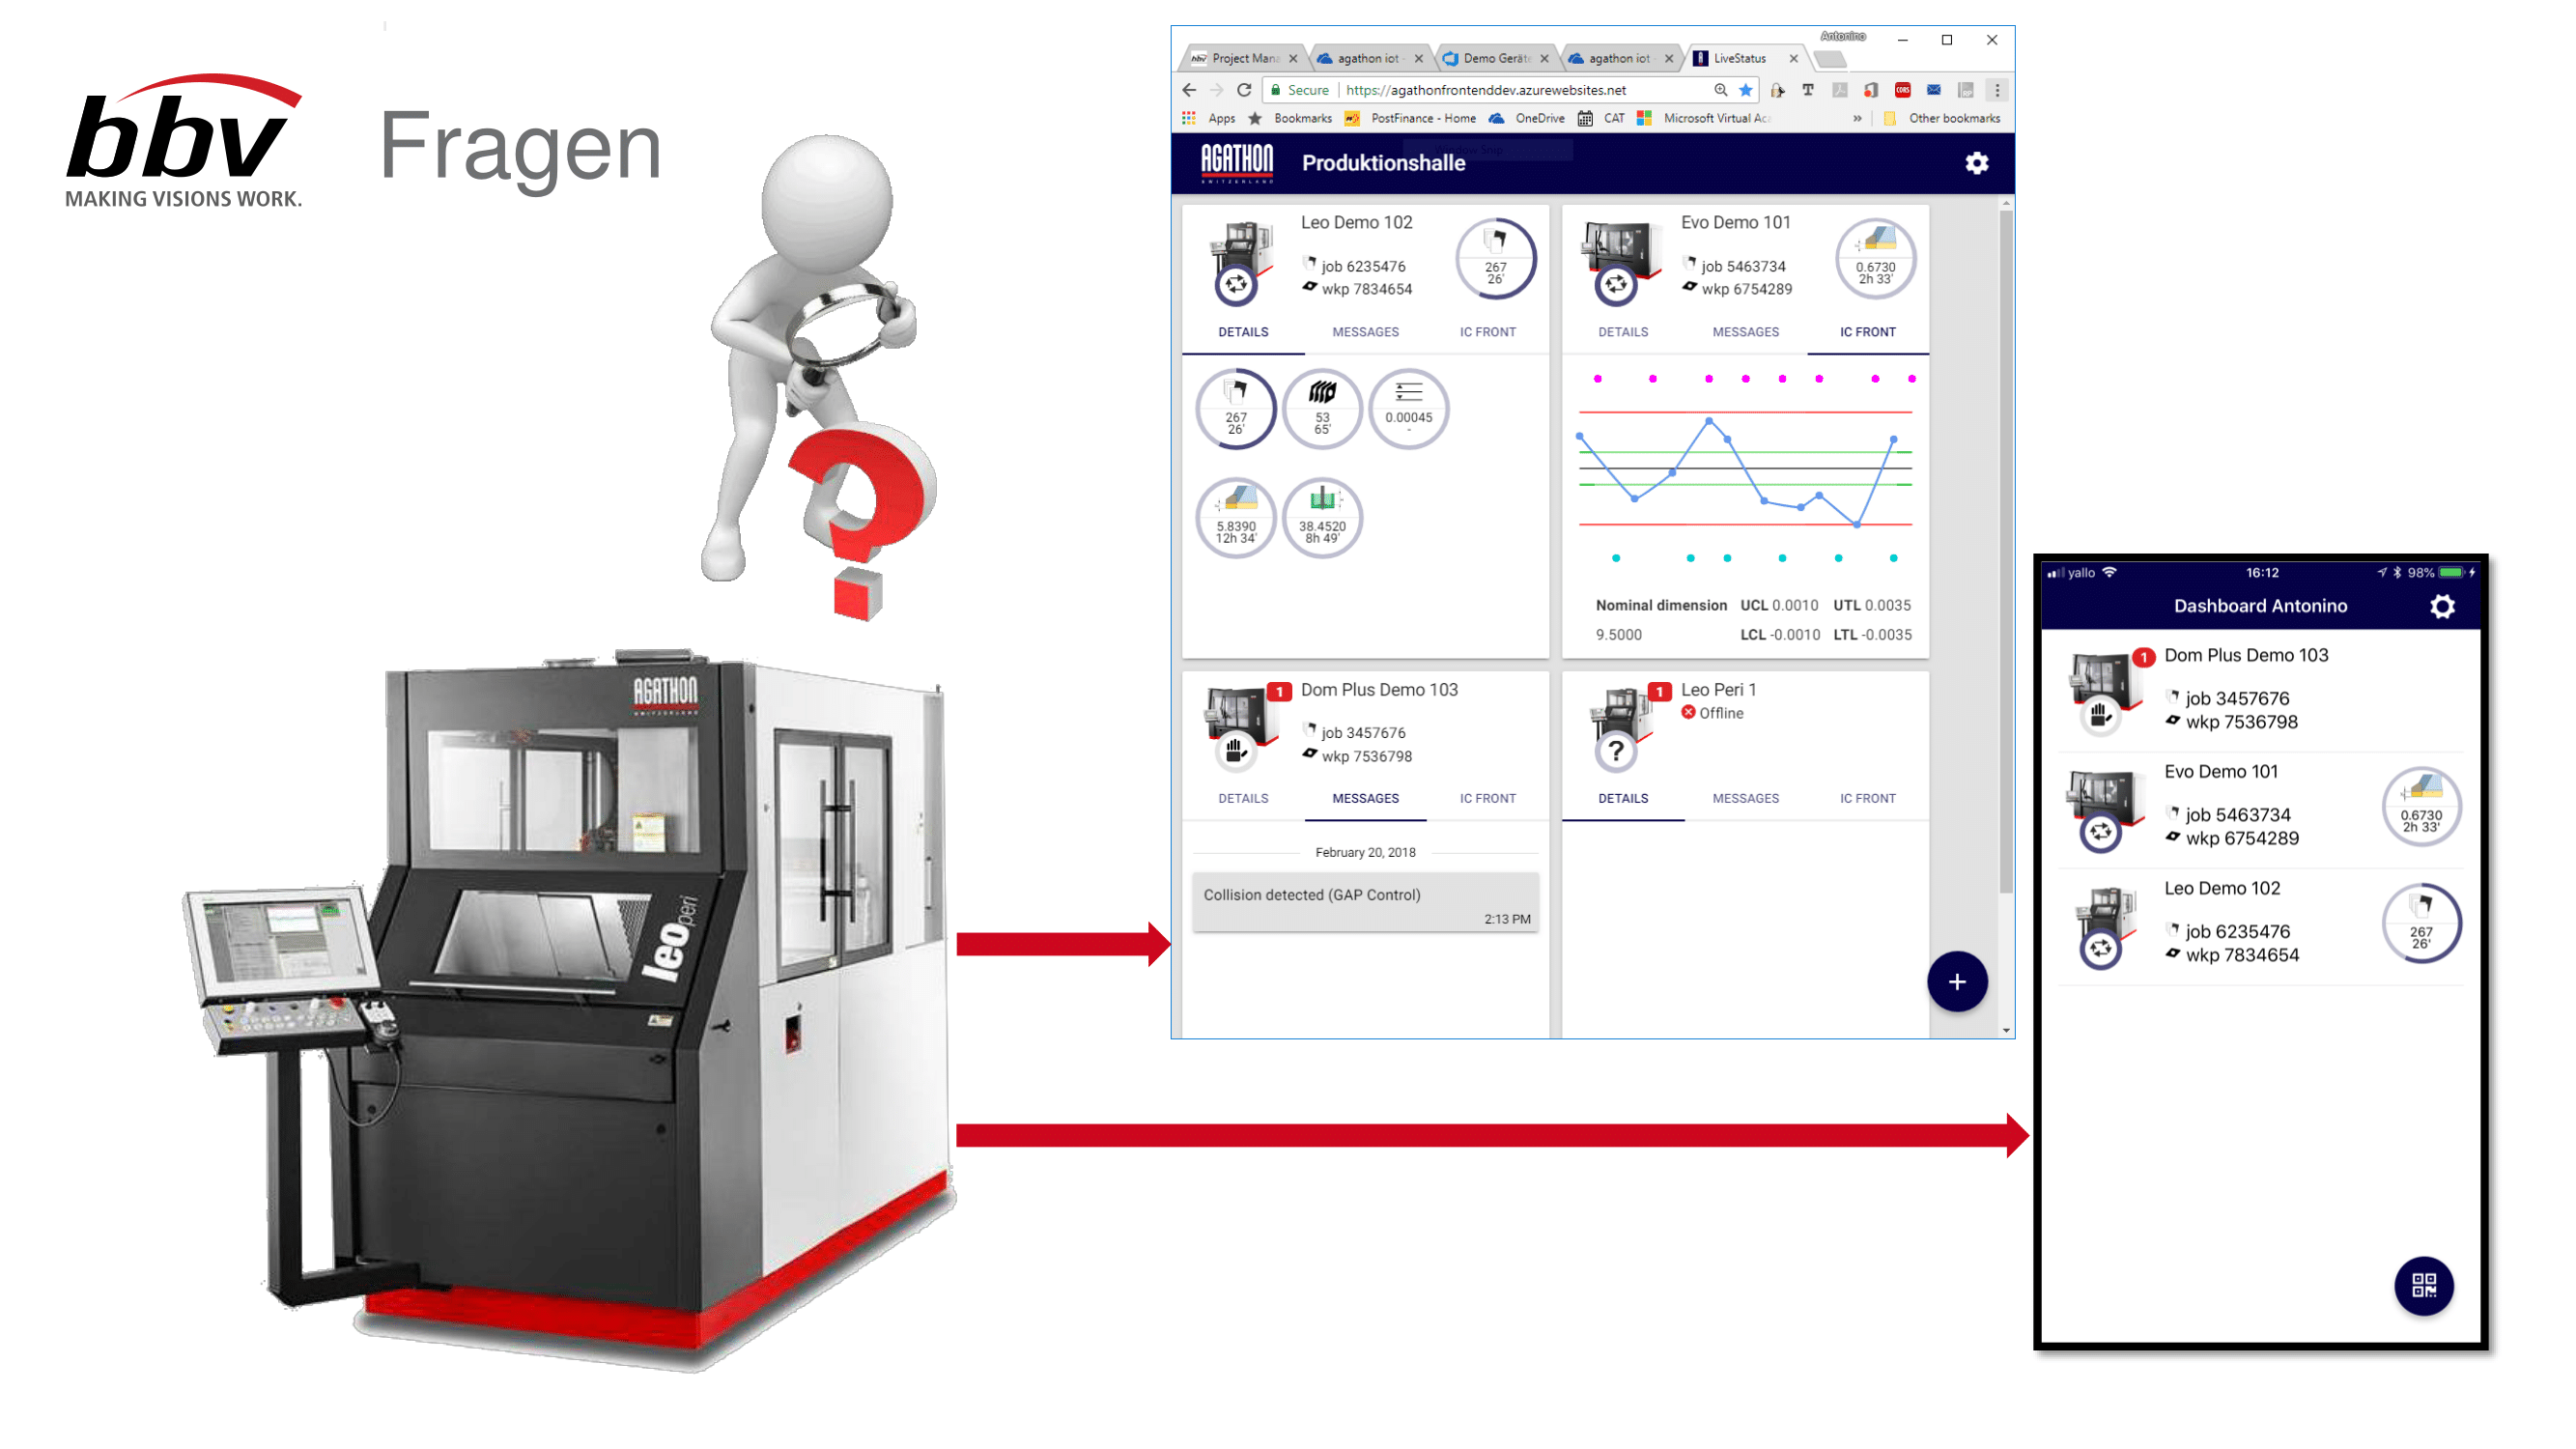 bbv
MAKING VISIONS WORK.
Fragen
AGATHON
SWITZERLAND
leo peri
Antonino
bbv Project Mana
agathon iot -
Demo Geräte
agathon iot -
LiveStatus
Secure | https://agathonfrontenddev.azurewebsites.net
CORS
Apps Bookmarks PostFinance - Home OneDrive CAT Microsoft Virtual Aca » Other bookmarks
AGATHON
SWITZERLAND
Produktionshalle
Window Snip
Leo Demo 102
job 6235476
wkp 7834654
267
26'
DETAILS MESSAGES IC FRONT
267
26'
53
65'
0.00045
-
5.8390
12h 34'
38.4520
8h 49'
Evo Demo 101
job 5463734
wkp 6754289
0.6730
2h 33'
DETAILS MESSAGES IC FRONT
Nominal dimension UCL 0.0010 UTL 0.0035
9.5000 LCL -0.0010 LTL -0.0035
1
Dom Plus Demo 103
job 3457676
wkp 7536798
DETAILS MESSAGES IC FRONT
February 20, 2018
Collision detected (GAP Control)
2:13 PM
1
Leo Peri 1
Offline
?
DETAILS MESSAGES IC FRONT
+
yallo 16:12 98%
Dashboard Antonino
1
Dom Plus Demo 103
job 3457676
wkp 7536798
Evo Demo 101
job 5463734
wkp 6754289
0.6730
2h 33'
Leo Demo 102
job 6235476
wkp 7834654
267
26'